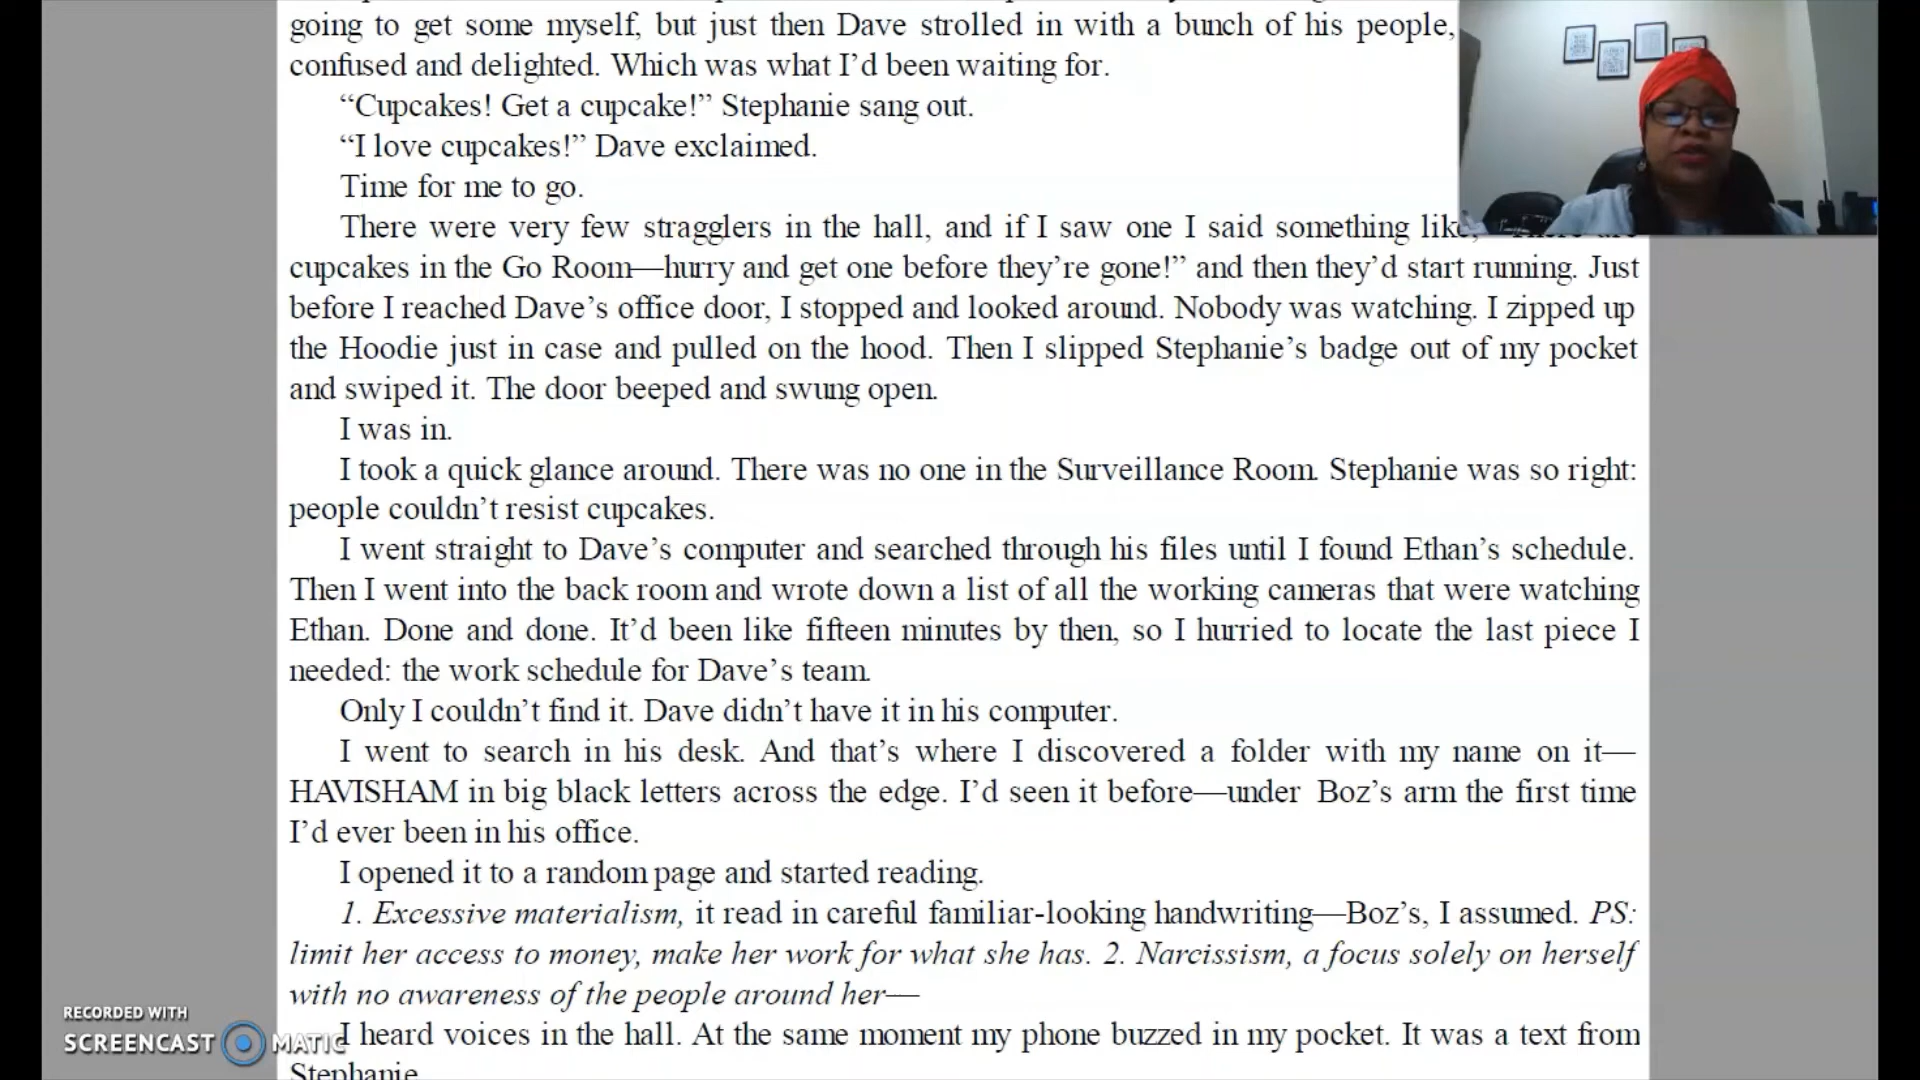 going to get some myself, but just then Dave strolled in with a bunch of his people,
confused and delighted. Which was what I’d been waiting for.
“Cupcakes! Get a cupcake!” Stephanie sang out.
“I love cupcakes!” Dave exclaimed.
Time for me to go.
There were very few stragglers in the hall, and if I saw one I said something like,
cupcakes in the Go Room—hurry and get one before they’re gone!” and then they’d start running. Just
before I reached Dave’s office door, I stopped and looked around. Nobody was watching. I zipped up
the Hoodie just in case and pulled on the hood. Then I slipped Stephanie’s badge out of my pocket
and swiped it. The door beeped and swung open.
I was in.
I took a quick glance around. There was no one in the Surveillance Room. Stephanie was so right:
people couldn’t resist cupcakes.
I went straight to Dave’s computer and searched through his files until I found Ethan’s schedule.
Then I went into the back room and wrote down a list of all the working cameras that were watching
Ethan. Done and done. It’d been like fifteen minutes by then, so I hurried to locate the last piece I
needed: the work schedule for Dave’s team.
Only I couldn’t find it. Dave didn’t have it in his computer.
I went to search in his desk. And that’s where I discovered a folder with my name on it—
HAVISHAM in big black letters across the edge. I’d seen it before—under Boz’s arm the first time
I’d ever been in his office.
I opened it to a random page and started reading.
1. Excessive materialism, it read in careful familiar-looking handwriting—Boz’s, I assumed. PS:
limit her access to money, make her work for what she has. 2. Narcissism, a focus solely on herself
with no awareness of the people around her—
I heard voices in the hall. At the same moment my phone buzzed in my pocket. It was a text from
Stephanie
RECORDED WITH
SCREENCAST MATIC